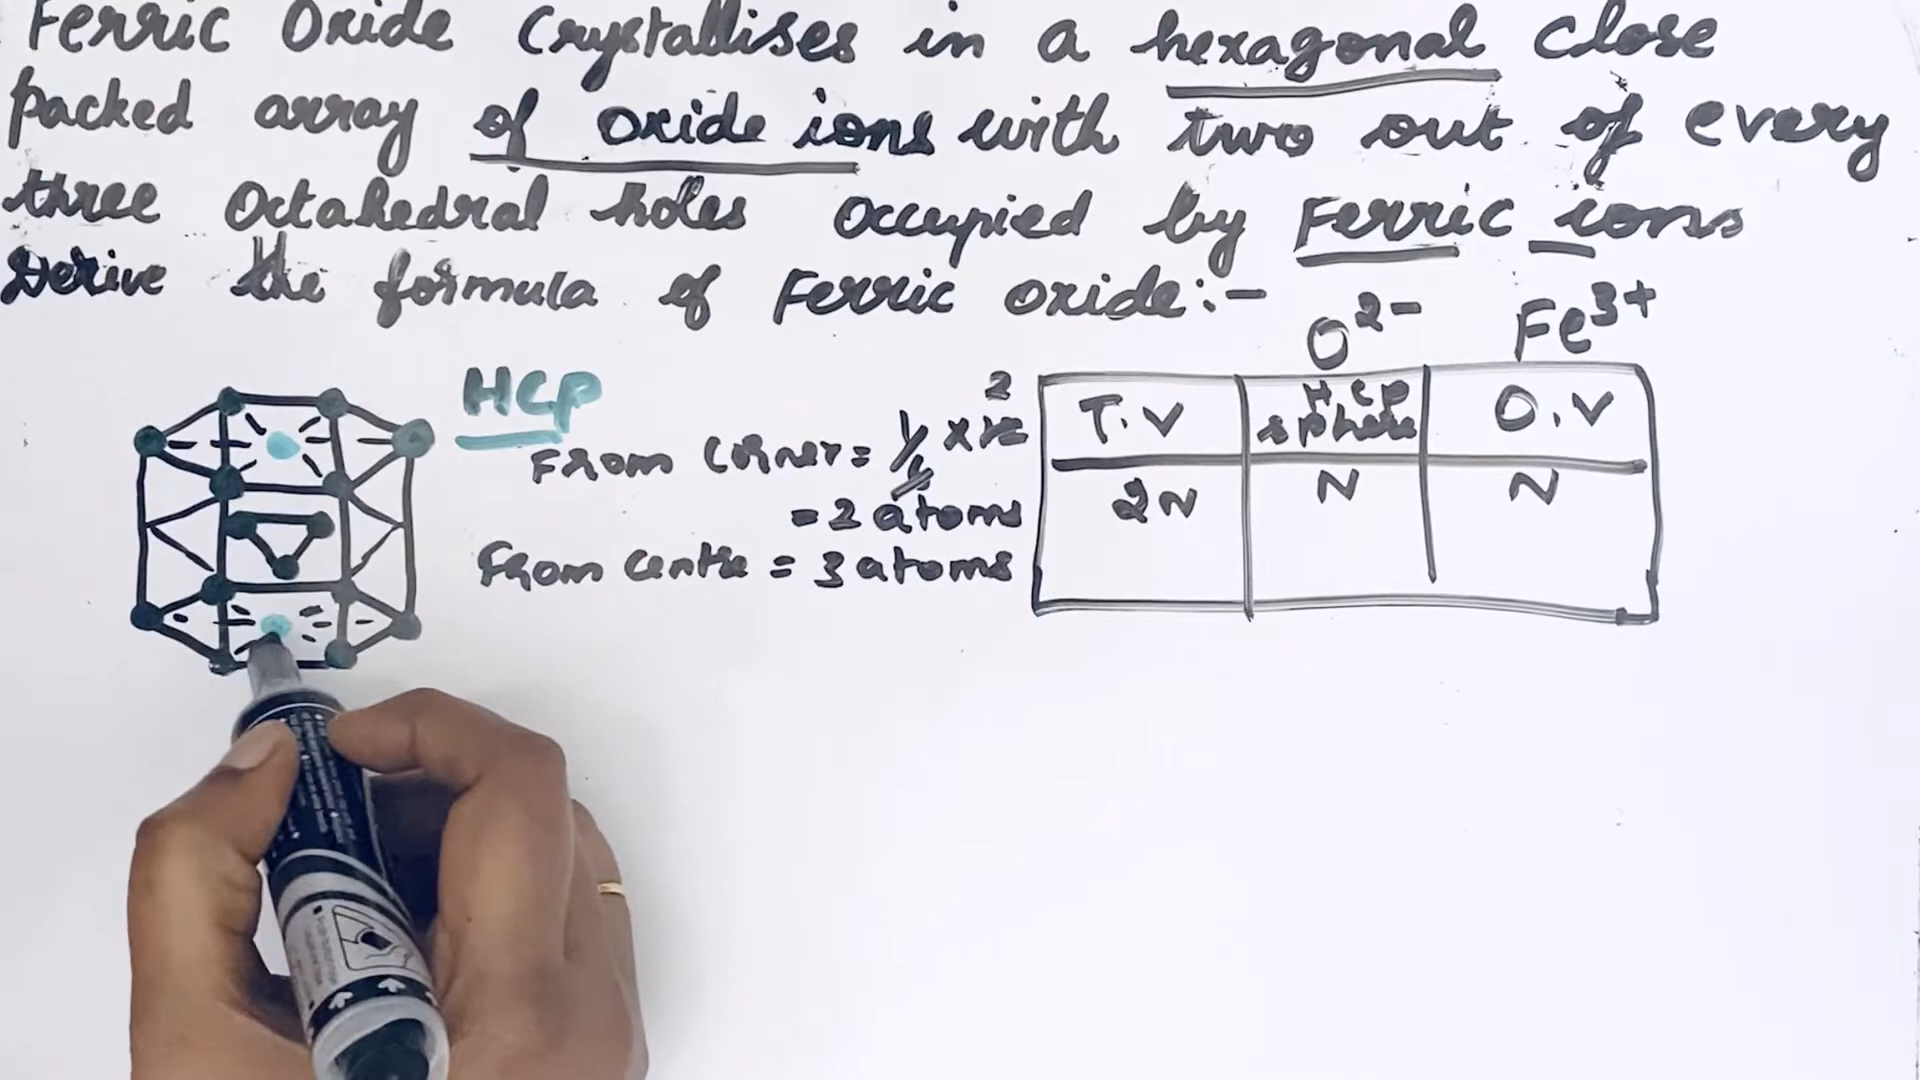 Ferric Oxide Crystallises in a hexagonal close
packed array of oxide ions with two out of every
three Octahedral holes occupied by Ferric ions
Derive the formula of Ferric oxide:-
O²⁻ Fe³⁺
HCP
From Corner = 1/6 × 12 2
= 2 atoms
From centre = 3 atoms
T.V HCP sphere O.V
2N N N